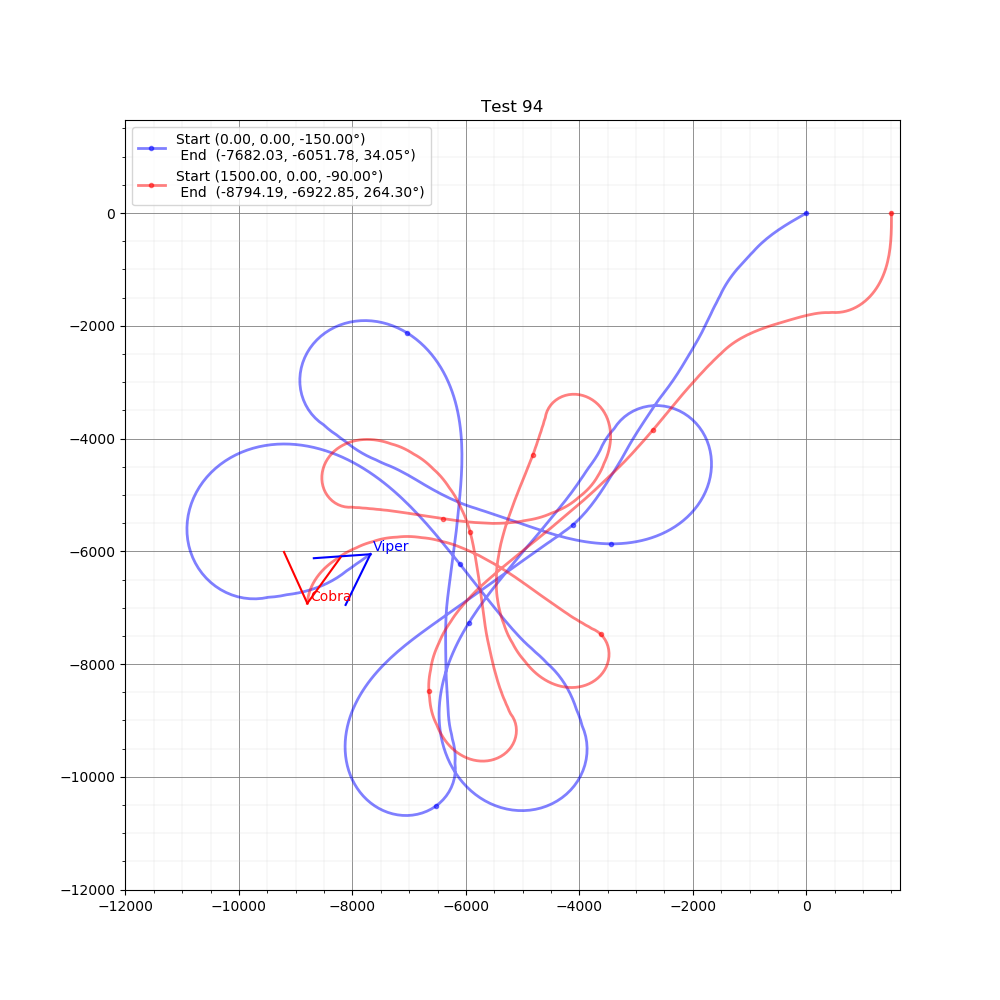 Test 94
Start (0.00, 0.00, -150.00°)
End (-7682.03, -6051.78, 34.05°)
Start (1500.00, 0.00, -90.00°)
End (-8794.19, -6922.85, 264.30°)
0
−2000
−4000
−6000
−8000
−10000
−12000
Viper
Cobra
−12000 −10000 −8000 −6000 −4000 −2000 0